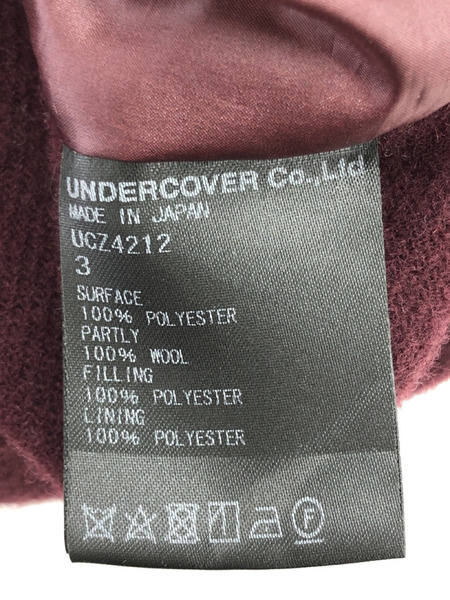 UNDERCOVER Co.,Ltd
MADE IN JAPAN
UCZ4212
3
SURFACE
100% POLYESTER
PARTLY
100% WOOL
FILLING
100% POLYESTER
LINING
100% POLYESTER
F